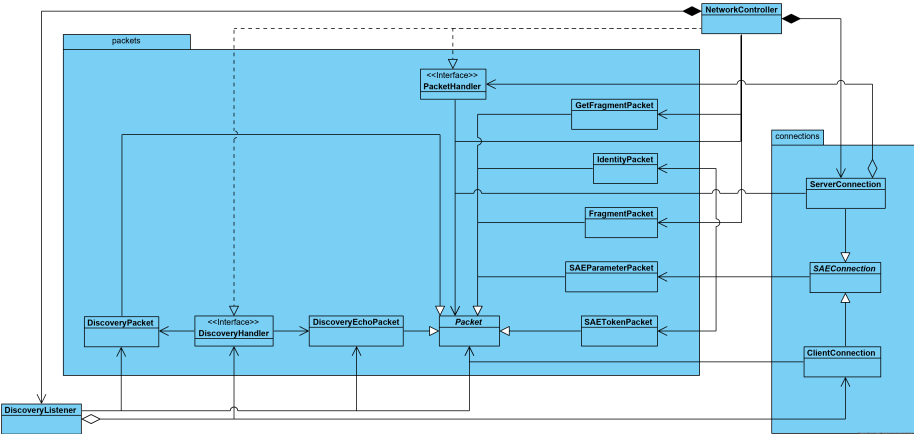 NetworkController
packets
<<Interface>>
PacketHandler
GetFragmentPacket
connections
IdentityPacket
ServerConnection
FragmentPacket
SAEParameterPacket
SAEConnection
DiscoveryPacket
<<Interface>>
DiscoveryHandler
DiscoveryEchoPacket
Packet
SAETokenPacket
ClientConnection
DiscoveryListener